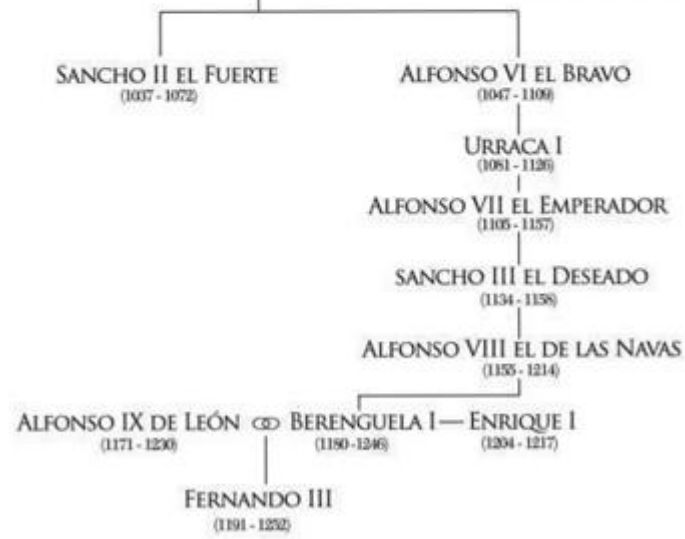 SANCHO II EL FUERTE
(1037 - 1072)
ALFONSO VI EL BRAVO
(1047 - 1109)
URRACA I
(1081 - 1126)
ALFONSO VII EL EMPERADOR
(1105 - 1157)
SANCHO III EL DESEADO
(1134 - 1158)
ALFONSO VIII EL DE LAS NAVAS
(1155 - 1214)
ALFONSO IX DE LEÓN
(1171 - 1230)
BERENGUELA I
(1180 - 1246)
ENRIQUE I
(1204 - 1217)
FERNANDO III
(1191 - 1252)